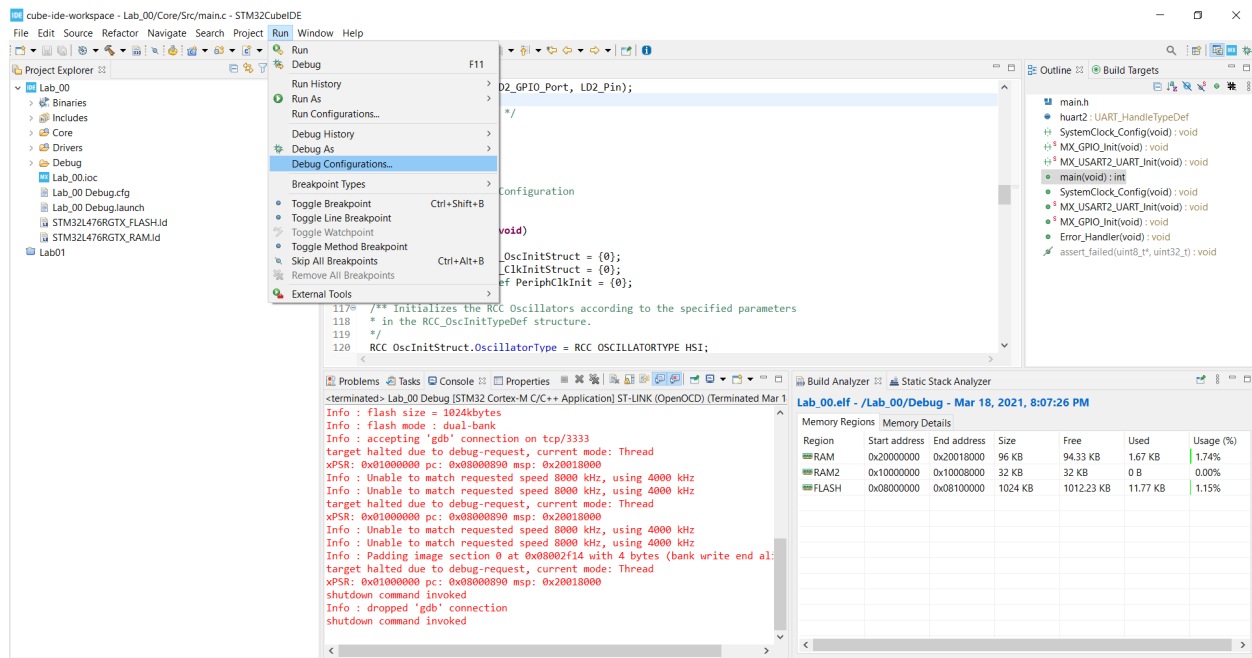 IDE cube-ide-workspace - Lab_00/Core/Src/main.c - STM32CubeIDE
File Edit Source Refactor Navigate Search Project Run Window Help
Project Explorer
Lab_00
Binaries
Includes
Core
Drivers
Debug
Lab_00.ioc
Lab_00 Debug.cfg
Lab_00 Debug.launch
STM32L476RGTX_FLASH.ld
STM32L476RGTX_RAM.ld
Lab01
Run
Debug F11
Run History
Run As
Run Configurations...
Debug History
Debug As
Debug Configurations...
Breakpoint Types
Toggle Breakpoint Ctrl+Shift+B
Toggle Line Breakpoint
Toggle Watchpoint
Toggle Method Breakpoint
Skip All Breakpoints Ctrl+Alt+B
Remove All Breakpoints
External Tools
D2_GPIO_Port, LD2_Pin);
*/
Configuration
void)
_OscInitStruct = {0};
_ClkInitStruct = {0};
ef PeriphClkInit = {0};
117 /** Initializes the RCC Oscillators according to the specified parameters
118 * in the RCC_OscInitTypeDef structure.
119 */
120 RCC_OscInitStruct.OscillatorType = RCC_OSCILLATORTYPE_HSI;
Outline Build Targets
main.h
huart2 : UART_HandleTypeDef
SystemClock_Config(void) : void
MX_GPIO_Init(void) : void
MX_USART2_UART_Init(void) : void
main(void) : int
SystemClock_Config(void) : void
MX_USART2_UART_Init(void) : void
MX_GPIO_Init(void) : void
Error_Handler(void) : void
assert_failed(uint8_t*, uint32_t) : void
Problems Tasks Console Properties
<terminated> Lab_00 Debug [STM32 Cortex-M C/C++ Application] ST-LINK (OpenOCD) (Terminated Mar 1
Info : flash size = 1024kbytes
Info : flash mode : dual-bank
Info : accepting 'gdb' connection on tcp/3333
target halted due to debug-request, current mode: Thread
xPSR: 0x01000000 pc: 0x08000890 msp: 0x20018000
Info : Unable to match requested speed 8000 kHz, using 4000 kHz
Info : Unable to match requested speed 8000 kHz, using 4000 kHz
target halted due to debug-request, current mode: Thread
xPSR: 0x01000000 pc: 0x08000890 msp: 0x20018000
Info : Unable to match requested speed 8000 kHz, using 4000 kHz
Info : Unable to match requested speed 8000 kHz, using 4000 kHz
Info : Padding image section 0 at 0x08002f14 with 4 bytes (bank write end al
target halted due to debug-request, current mode: Thread
xPSR: 0x01000000 pc: 0x08000890 msp: 0x20018000
shutdown command invoked
Info : dropped 'gdb' connection
shutdown command invoked
Build Analyzer Static Stack Analyzer
Lab_00.elf - /Lab_00/Debug - Mar 18, 2021, 8:07:26 PM
Memory Regions Memory Details
Region Start address End address Size Free Used Usage (%)
RAM 0x20000000 0x20018000 96 KB 94.33 KB 1.67 KB 1.74%
RAM2 0x10000000 0x10008000 32 KB 32 KB 0 B 0.00%
FLASH 0x08000000 0x08100000 1024 KB 1012.23 KB 11.77 KB 1.15%